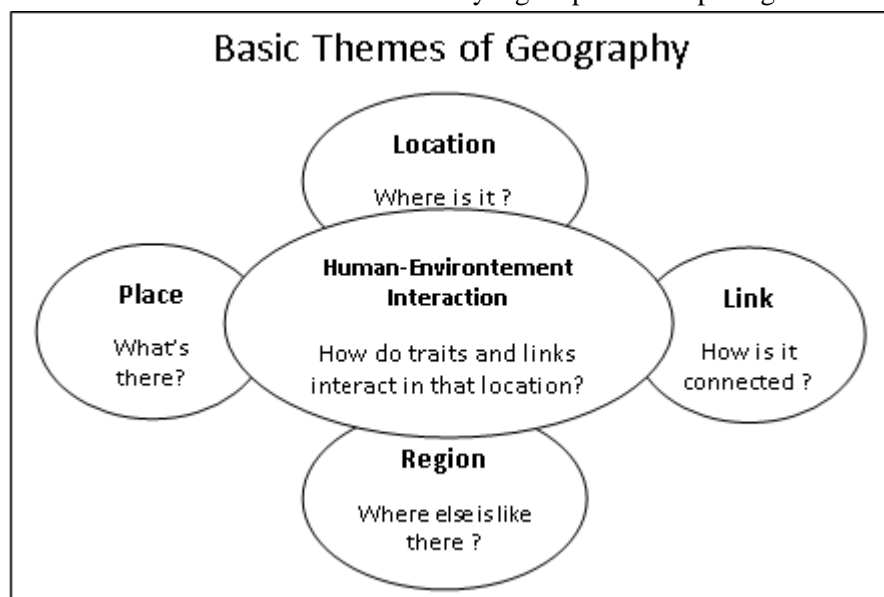 Basic Themes of Geography
Location
Where is it ?
Human-Environtement
Interaction
How do traits and links
interact in that location?
Place
What's
there?
Link
How is it
connected ?
Region
Where else is like
there ?